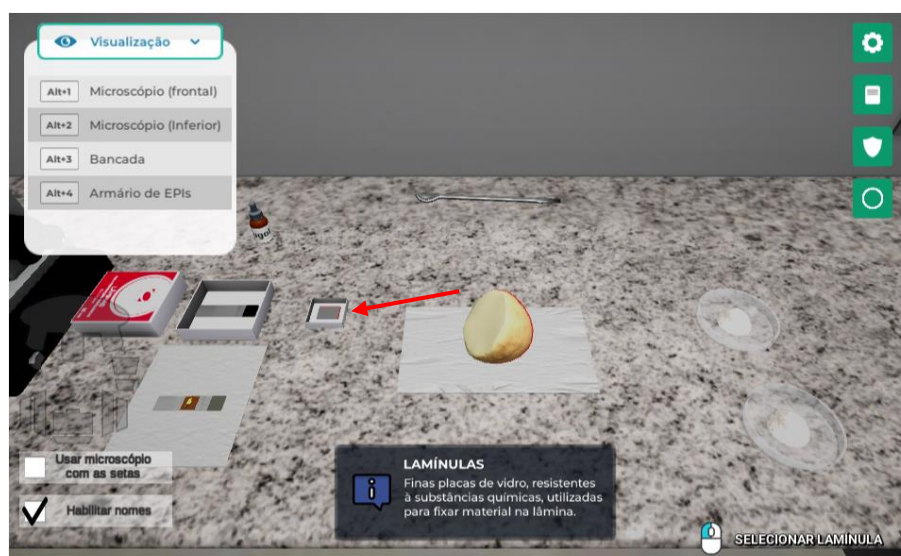 Visualização
Alt+1 Microscópio (frontal)
Alt+2 Microscópio (Inferior)
Alt+3 Bancada
Alt+4 Armário de EPIs
Usar microscópio
com as setas
Habilitar nomes
LAMÍNULAS
Finas placas de vidro, resistentes
à substâncias químicas, utilizadas
para fixar material na lâmina.
SELECIONAR LAMÍNULA